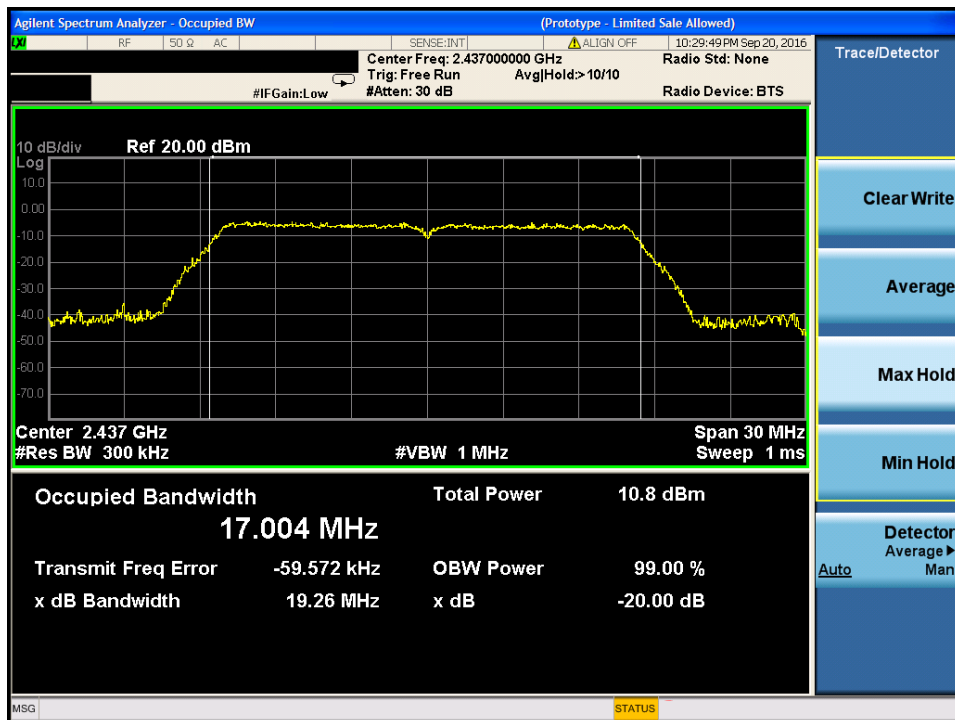 Agilent Spectrum Analyzer - Occupied BW (Prototype - Limited Sale Allowed)
LXI RF 50 Ω AC SENSE:INT ALIGN OFF 10:29:49 PM Sep 20, 2016
Center Freq: 2.437000000 GHz Radio Std: None
Trig: Free Run Avg|Hold:>10/10
#IFGain:Low #Atten: 30 dB Radio Device: BTS
Trace/Detector
10 dB/div Ref 20.00 dBm
Log
10.0
0.00
-10.0
-20.0
-30.0
-40.0
-50.0
-60.0
-70.0
Center 2.437 GHz Span 30 MHz
#Res BW 300 kHz #VBW 1 MHz Sweep 1 ms
Occupied Bandwidth Total Power 10.8 dBm
17.004 MHz
Transmit Freq Error -59.572 kHz OBW Power 99.00 %
x dB Bandwidth 19.26 MHz x dB -20.00 dB
Clear Write
Average
Max Hold
Min Hold
Detector
Average
Auto Man
MSG STATUS